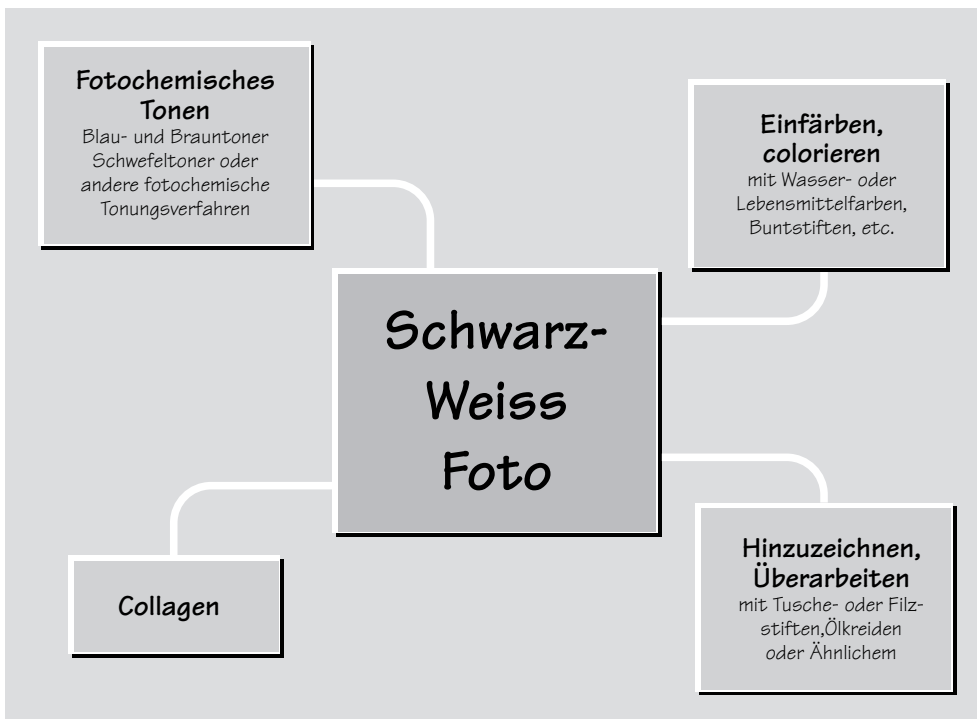 Fotochemisches
Tonen
Blau- und Brauntoner
Schwefeltoner oder
andere fotochemische
Tonungsverfahren
Einfärben,
colorieren
mit Wasser- oder
Lebensmittelfarben,
Buntstiften, etc.
Schwarz-
Weiss
Foto
Collagen
Hinzuzeichnen,
Überarbeiten
mit Tusche- oder Filz-
stiften,Ölkreiden
oder Ähnlichem